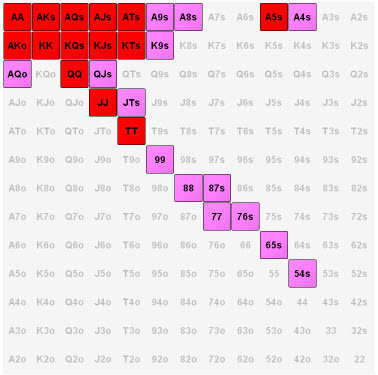 AA AKs AQs AJs ATs A9s A8s A7s A6s A5s A4s A3s A2s
AKo KK KQs KJs KTs K9s K8s K7s K6s K5s K4s K3s K2s
AQo KQo QQ QJs QTs Q9s Q8s Q7s Q6s Q5s Q4s Q3s Q2s
AJo KJo QJo JJ JTs J9s J8s J7s J6s J5s J4s J3s J2s
ATo KTo QTo JTo TT T9s T8s T7s T6s T5s T4s T3s T2s
A9o K9o Q9o J9o T9o 99 98s 97s 96s 95s 94s 93s 92s
A8o K8o Q8o J8o T8o 98o 88 87s 86s 85s 84s 83s 82s
A7o K7o Q7o J7o T7o 97o 87o 77 76s 75s 74s 73s 72s
A6o K6o Q6o J6o T6o 96o 86o 76o 66 65s 64s 63s 62s
A5o K5o Q5o J5o T5o 95o 85o 75o 65o 55 54s 53s 52s
A4o K4o Q4o J4o T4o 94o 84o 74o 64o 54o 44 43s 42s
A3o K3o Q3o J3o T3o 93o 83o 73o 63o 53o 43o 33 32s
A2o K2o Q2o J2o T2o 92o 82o 72o 62o 52o 42o 32o 22